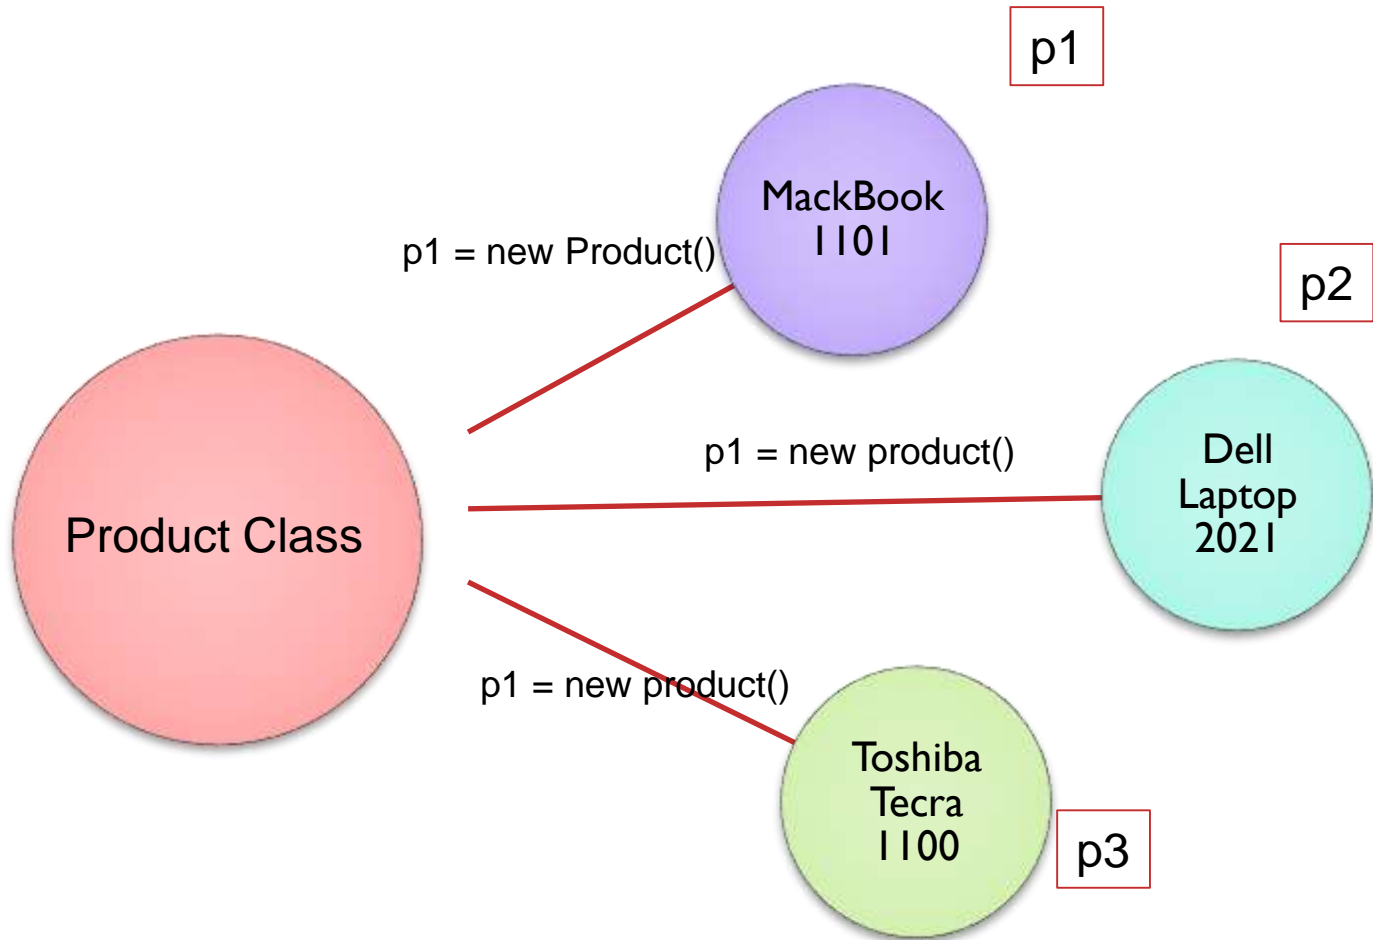 p1
MackBook
1101
p1 = new Product()
p2
p1 = new product()
Dell
Laptop
2021
Product Class
p1 = new product()
Toshiba
Tecra
1100
p3